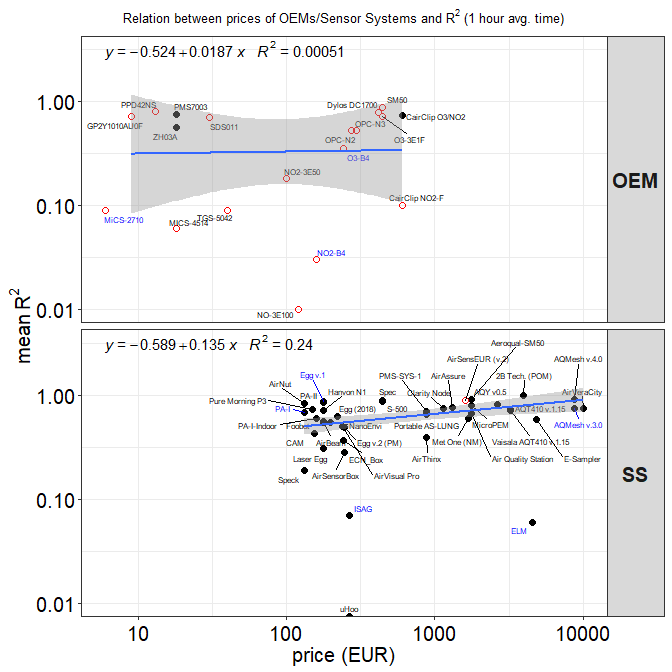 Relation between prices of OEMs/Sensor Systems and R² (1 hour avg. time)
y = −0.524 + 0.0187 x   R² = 0.00051
SM50
PPD42NS
PMS7003
Dylos DC1700
1.00
GP2Y1010AU0F
SDS011
OPC-N3
CairClip O3/NO2
ZH03A
OPC-N2
O3-3E1F
O3-B4
NO2-3E50
OEM
CairClip NO2-F
0.10
MiCS-2710
TGS-5042
MICS-4514
NO2-B4
NO-3E100
0.01
mean R²
y = −0.589 + 0.135 x   R² = 0.24
Aeroqual-SM50
AirSensEUR (v.2)
AQMesh v.4.0
Egg v.1
PMS-SYS-1
AirAssure
2B Tech. (POM)
AirNut
PA-II
Hanvon N1
Spec
Clarity Node
AQY v0.5
AirVeraCity
1.00
Pure Morning P3
PA-I
Egg (2018)
S-500
AQT410 v.1.15
PA-I-Indoor
Foobot
NanoEnvi
Portable AS-LUNG
MicroPEM
AQMesh v.3.0
CAM
AirBeam
Egg v.2 (PM)
Met One (NM)
Vaisala AQT410 v.1.15
Laser Egg
ECN_Box
AirThinx
Air Quality Station
E-Sampler
Speck
AirSensorBox
AirVisual Pro
SS
0.10
ISAG
ELM
0.01
uHoo
10
100
1000
10000
price (EUR)